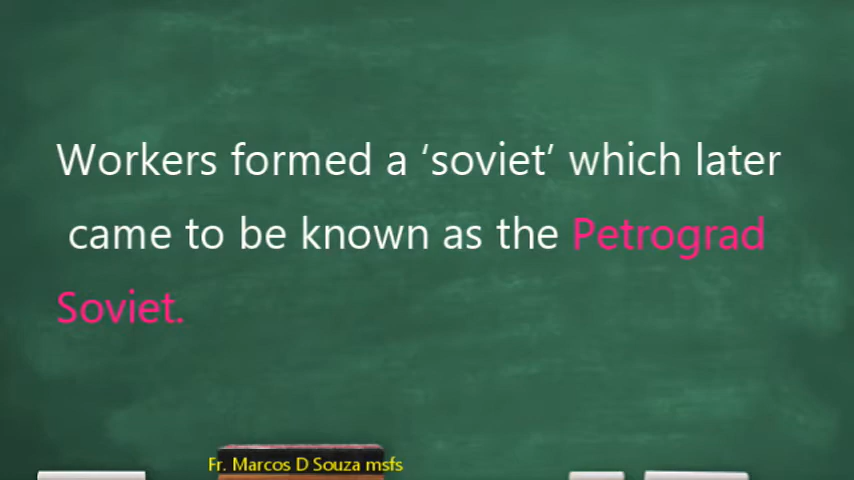 Workers formed a ‘soviet’ which later
came to be known as the Petrograd
Soviet.
Fr. Marcos D Souza msfs